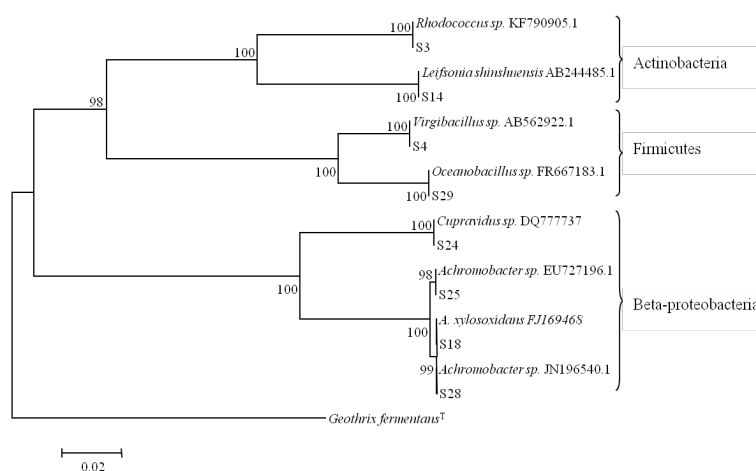 Rhodococcus sp. KF790905.1
100
S3
100
Actinobacteria
Leifsonia shinshuensis AB244485.1
100 S14
98
Virgibacillus sp. AB562922.1
100
S4
Firmicutes
100
Oceanobacillus sp. FR667183.1
100 S29
Cupravidus sp. DQ777737
100
S24
Achromobacter sp. EU727196.1
98
S25
100
Beta-proteobacteria
A. xylosoxidans FJ169468
100
S18
Achromobacter sp. JN196540.1
99
S28
Geothrix fermentansT
0.02